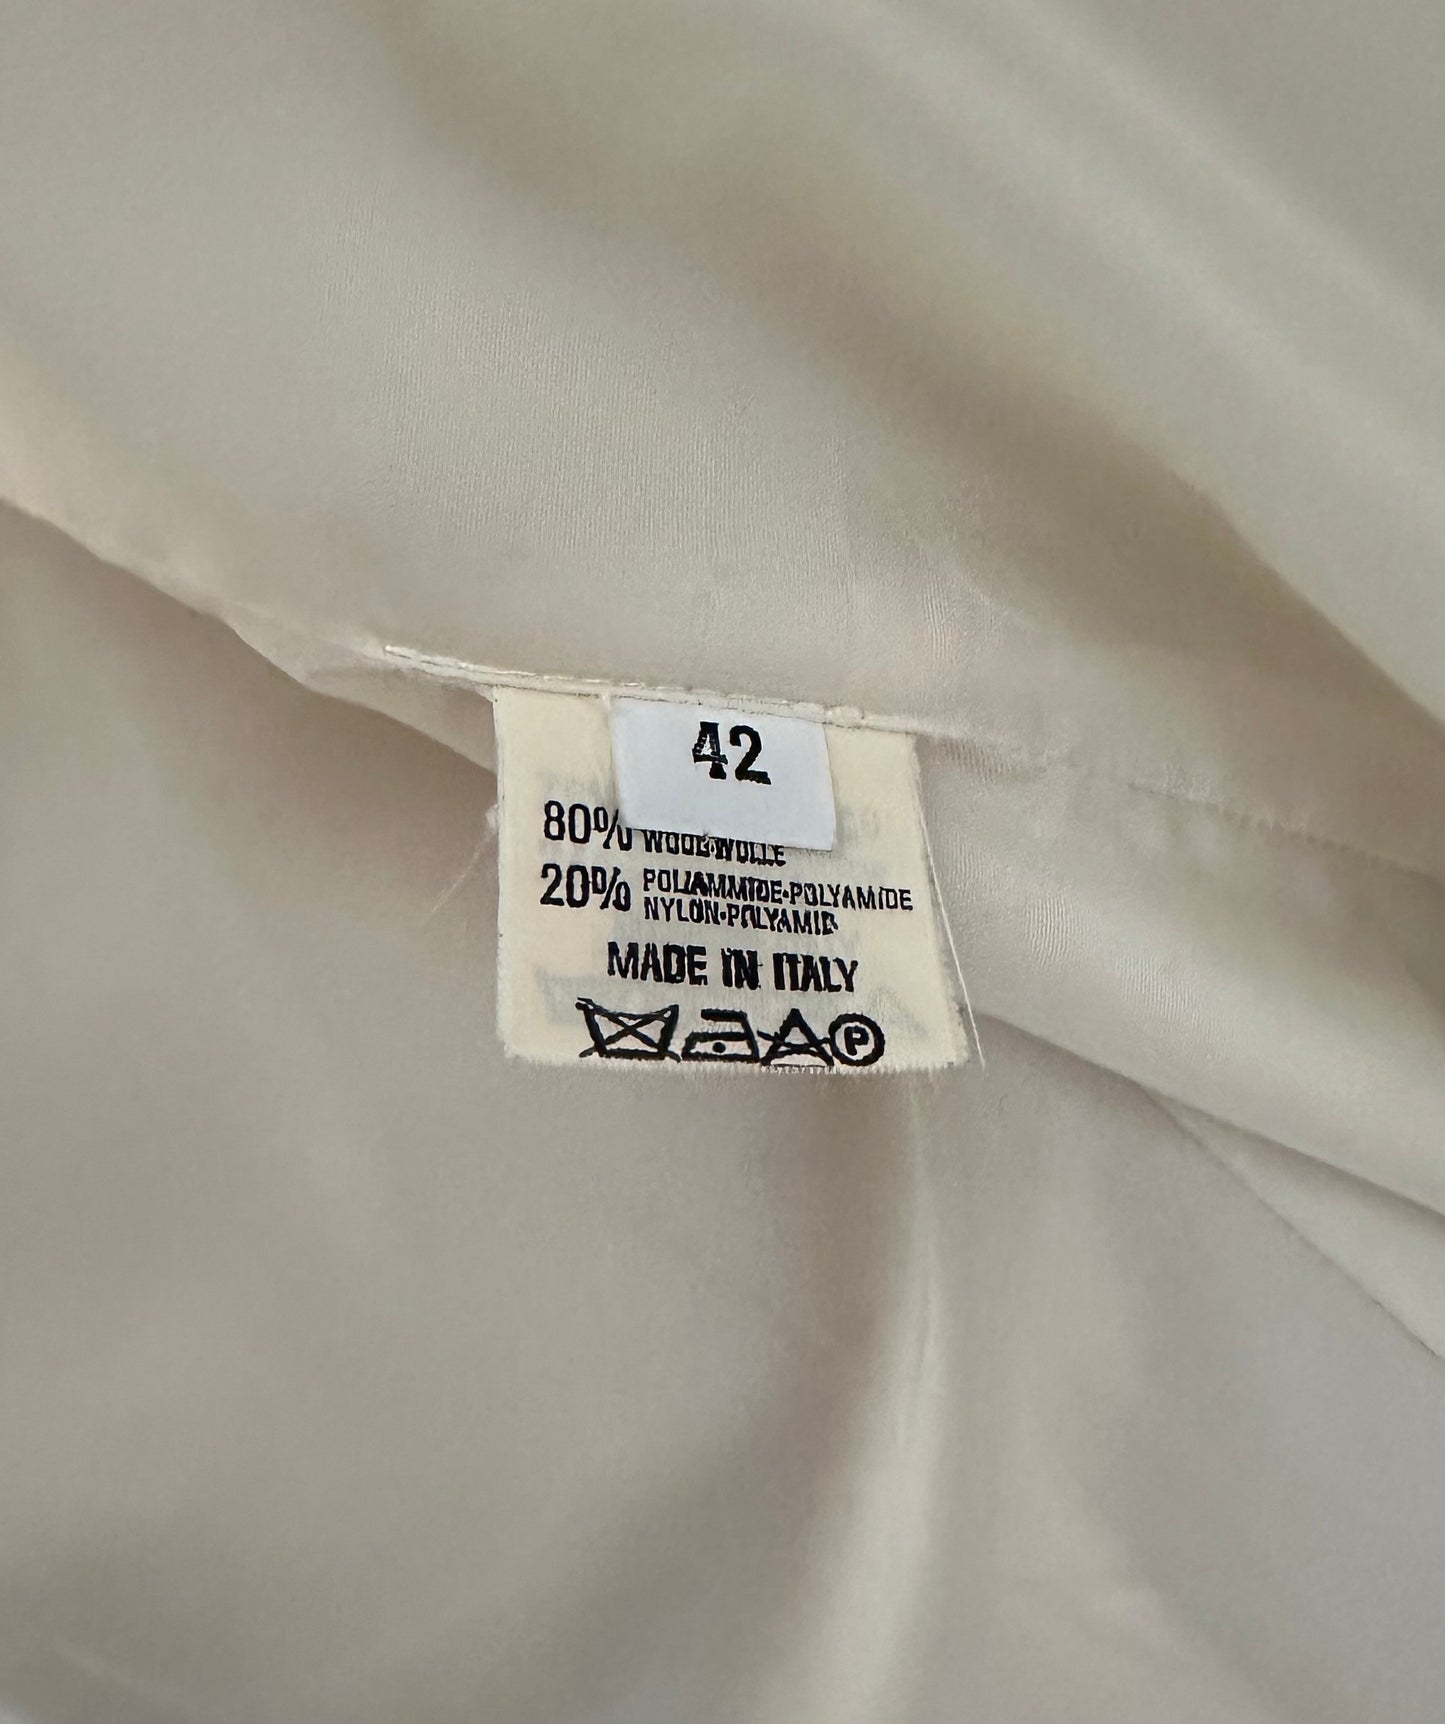 42
80% WOOL·WOLLE
20% POLIAMMIDE·POLYAMIDE
NYLON·POLYAMID
MADE IN ITALY
P